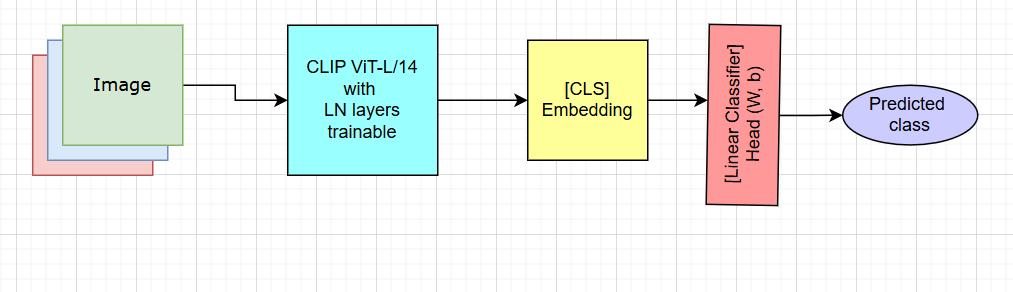 Image
CLIP ViT-L/14
with
LN layers
trainable
[CLS]
Embedding
[Linear Classifier]
Head (W, b)
Predicted
class